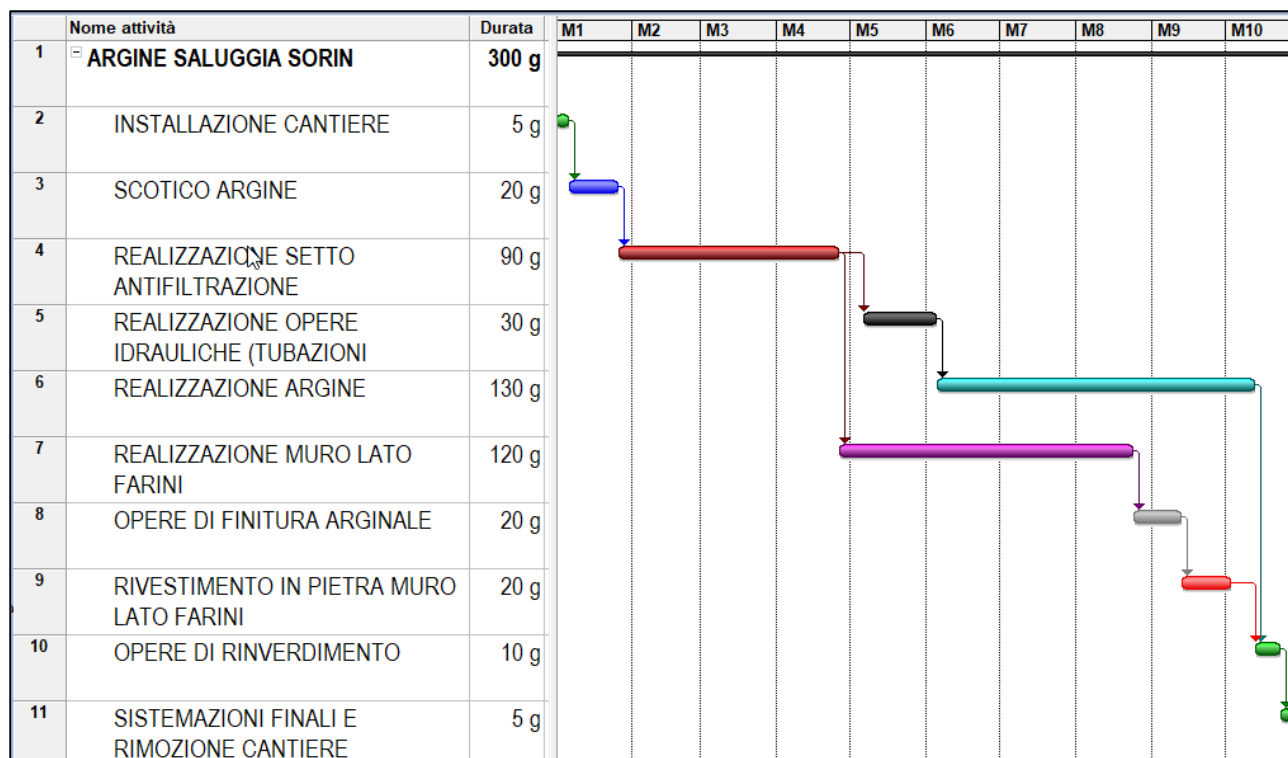 Nome attività Durata M1 M2 M3 M4 M5 M6 M7 M8 M9 M10
1 ARGINE SALUGGIA SORIN 300 g
2 INSTALLAZIONE CANTIERE 5 g
3 SCOTICO ARGINE 20 g
4 REALIZZAZIONE SETTO 90 g
ANTIFILTRAZIONE
5 REALIZZAZIONE OPERE 30 g
IDRAULICHE (TUBAZIONI
6 REALIZZAZIONE ARGINE 130 g
7 REALIZZAZIONE MURO LATO 120 g
FARINI
8 OPERE DI FINITURA ARGINALE 20 g
9 RIVESTIMENTO IN PIETRA MURO 20 g
LATO FARINI
10 OPERE DI RINVERDIMENTO 10 g
11 SISTEMAZIONI FINALI E 5 g
RIMOZIONE CANTIERE